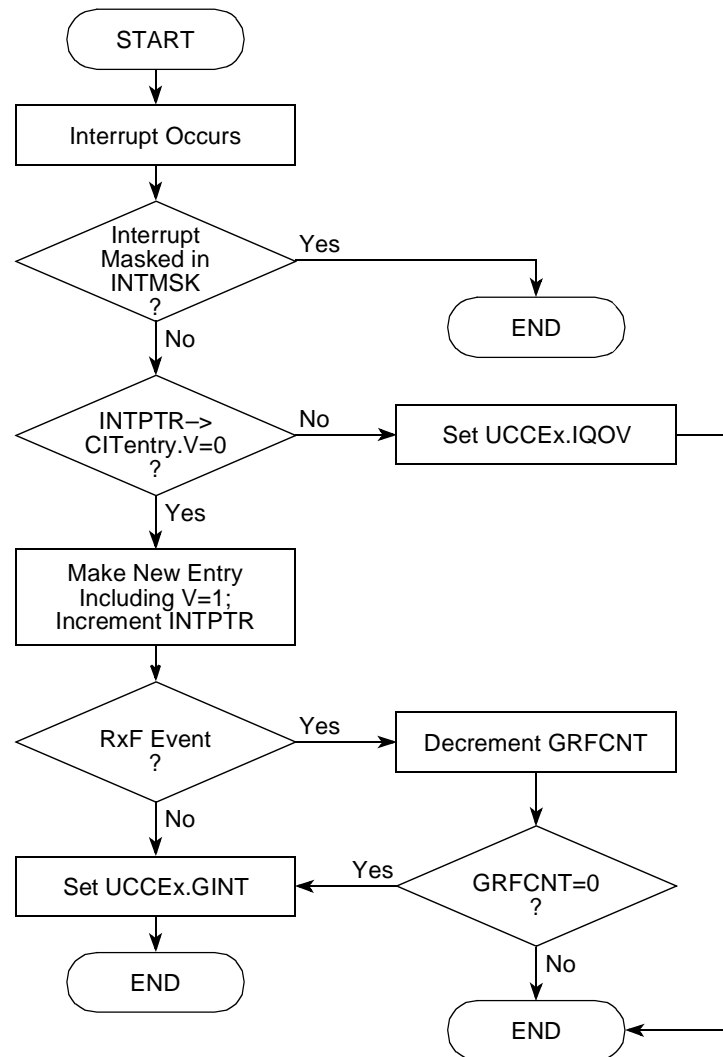 START
Interrupt Occurs
Interrupt
Masked in
INTMSK
?
Yes
END
No
INTPTR–>
CITentry.V=0
?
No
Set UCCEx.IQOV
Yes
Make New Entry
Including V=1;
Increment INTPTR
RxF Event
?
Yes
Decrement GRFCNT
No
Set UCCEx.GINT
Yes
GRFCNT=0
?
END
No
END